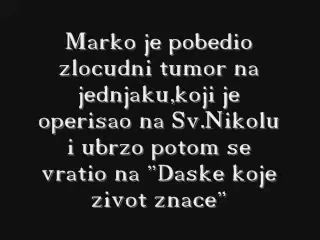 Marko je pobedio
zlocudni tumor na
jednjaku,koji je
operisao na Sv.Nikolu
i ubrzo potom se
vratio na "Daske koje
zivot znace"